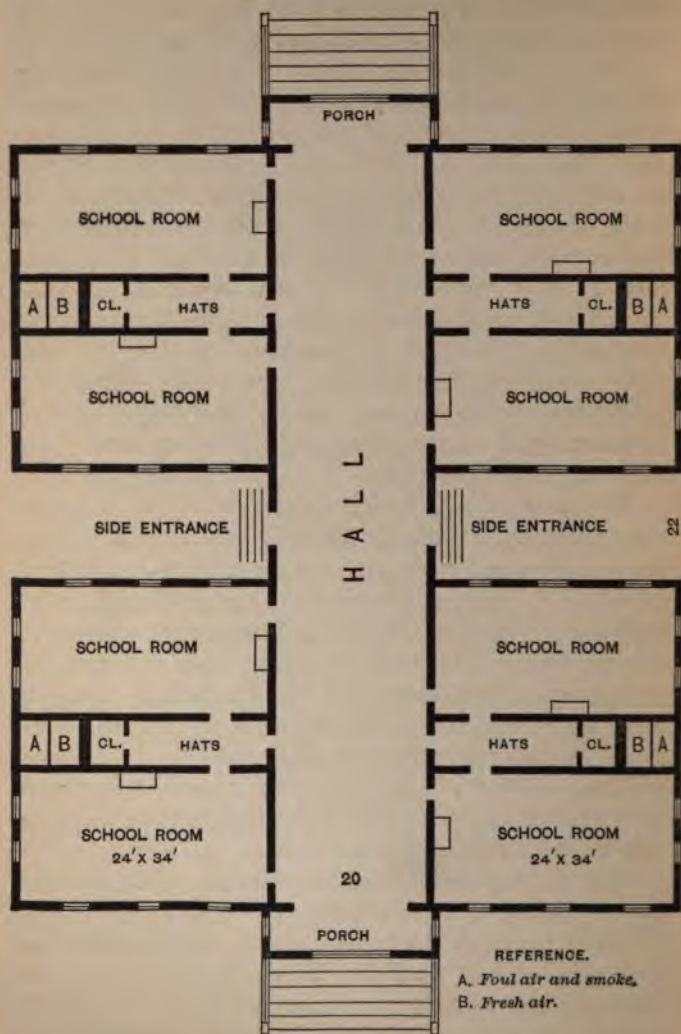 PORCH
SCHOOL ROOM
SCHOOL ROOM
A B CL. HATS
HATS CL. B A
SCHOOL ROOM
SCHOOL ROOM
HALL
SIDE ENTRANCE
SIDE ENTRANCE
22
SCHOOL ROOM
SCHOOL ROOM
A B CL. HATS
HATS CL. B A
SCHOOL ROOM
24' X 34'
SCHOOL ROOM
24' X 34'
20
PORCH
REFERENCE.
A. Foul air and smoke.
B. Fresh air.